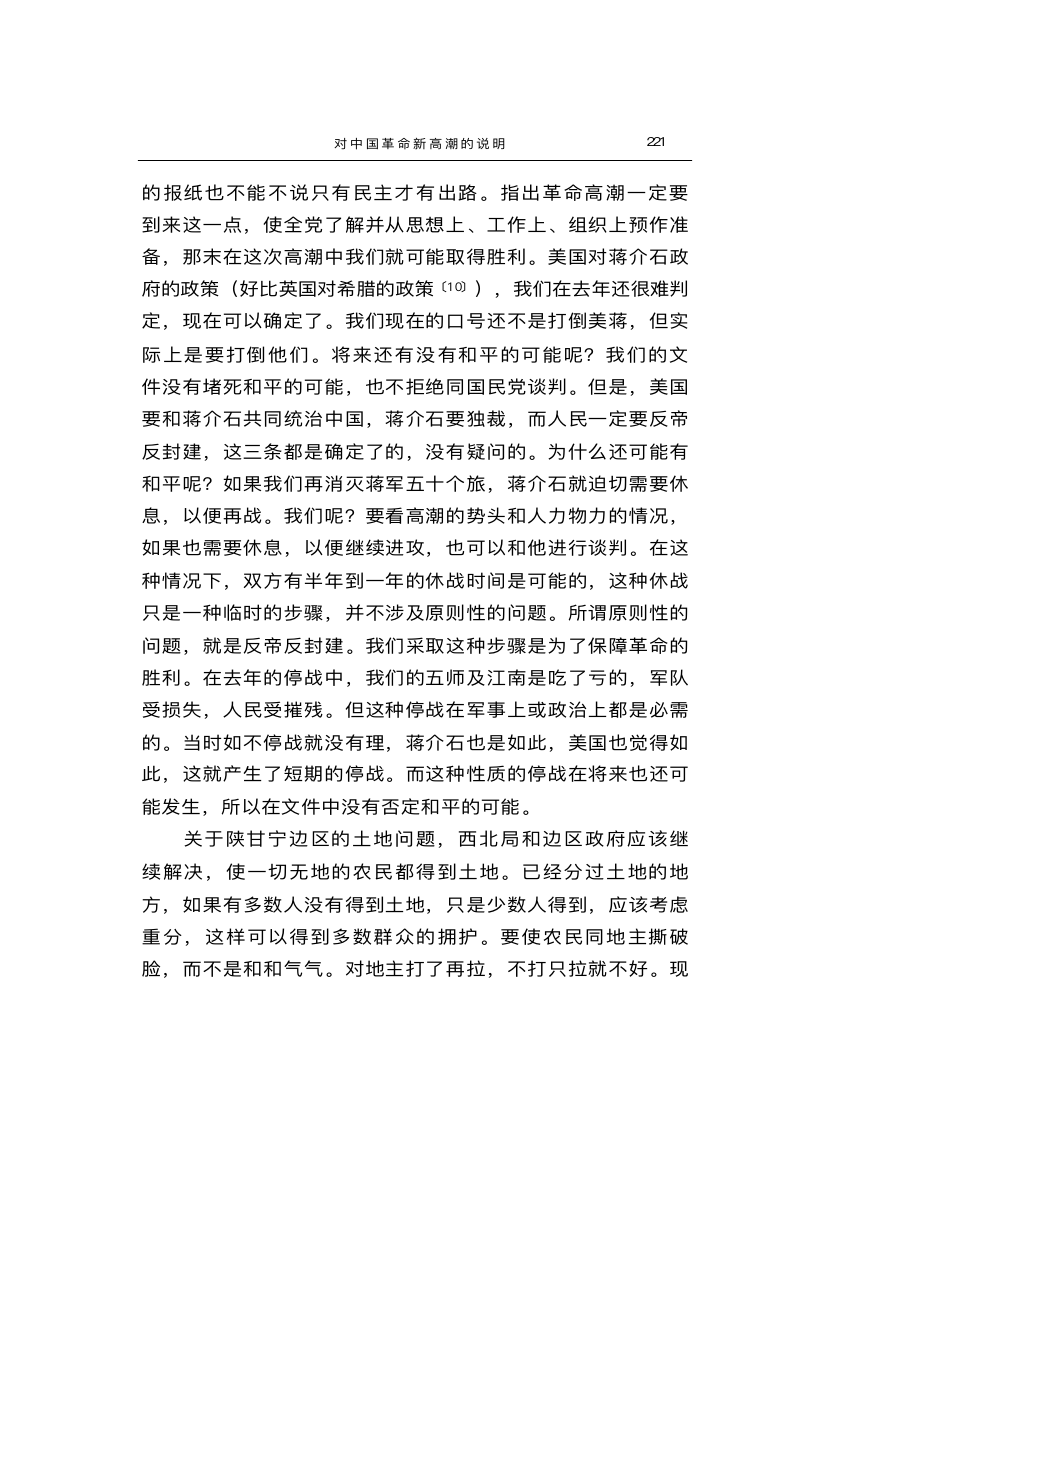 对中国革命新高潮的说明 221
的报纸也不能不说只有民主才有出路。指出革命高潮一定要
到来这一点，使全党了解并从思想上、工作上、组织上预作准
备，那末在这次高潮中我们就可能取得胜利。美国对蒋介石政
府的政策（好比英国对希腊的政策〔10〕），我们在去年还很难判
定，现在可以确定了。我们现在的口号还不是打倒美蒋，但实
际上是要打倒他们。将来还有没有和平的可能呢？我们的文
件没有堵死和平的可能，也不拒绝同国民党谈判。但是，美国
要和蒋介石共同统治中国，蒋介石要独裁，而人民一定要反帝
反封建，这三条都是确定了的，没有疑问的。为什么还可能有
和平呢？如果我们再消灭蒋军五十个旅，蒋介石就迫切需要休
息，以便再战。我们呢？要看高潮的势头和人力物力的情况，
如果也需要休息，以便继续进攻，也可以和他进行谈判。在这
种情况下，双方有半年到一年的休战时间是可能的，这种休战
只是一种临时的步骤，并不涉及原则性的问题。所谓原则性的
问题，就是反帝反封建。我们采取这种步骤是为了保障革命的
胜利。在去年的停战中，我们的五师及江南是吃了亏的，军队
受损失，人民受摧残。但这种停战在军事上或政治上都是必需
的。当时如不停战就没有理，蒋介石也是如此，美国也觉得如
此，这就产生了短期的停战。而这种性质的停战在将来也还可
能发生，所以在文件中没有否定和平的可能。
关于陕甘宁边区的土地问题，西北局和边区政府应该继
续解决，使一切无地的农民都得到土地。已经分过土地的地
方，如果有多数人没有得到土地，只是少数人得到，应该考虑
重分，这样可以得到多数群众的拥护。要使农民同地主撕破
脸，而不是和和气气。对地主打了再拉，不打只拉就不好。现